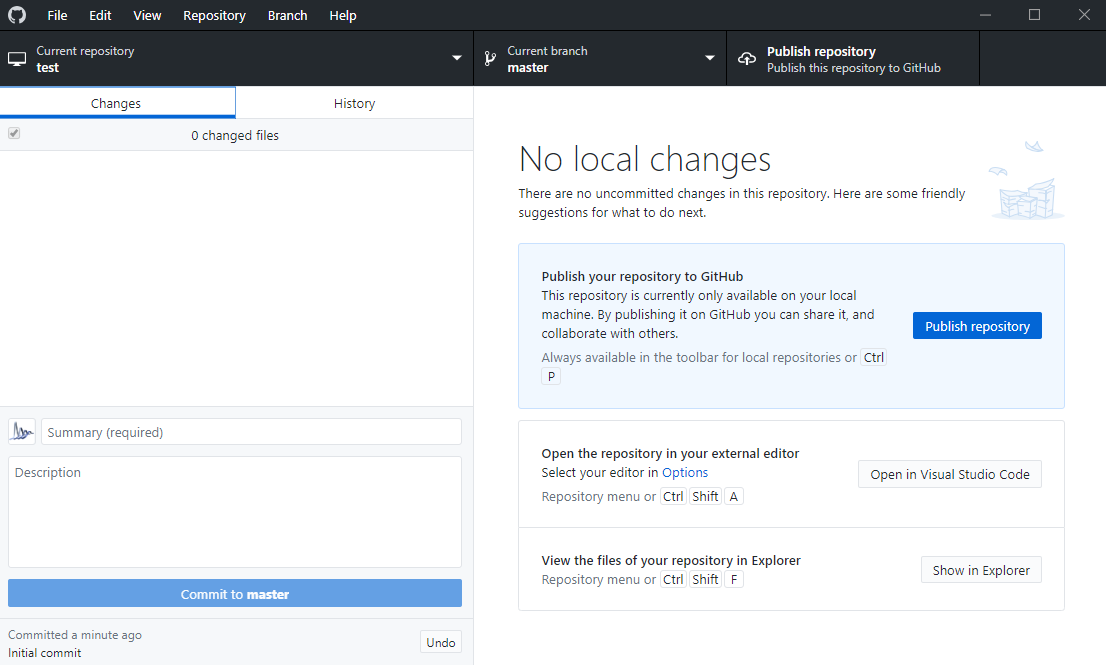 File Edit View Repository Branch Help
Current repository
test
Current branch
master
Publish repository
Publish this repository to GitHub
Changes
History
0 changed files
Summary (required)
Description
Commit to master
Committed a minute ago
Initial commit
Undo
No local changes
There are no uncommitted changes in this repository. Here are some friendly
suggestions for what to do next.
Publish your repository to GitHub
This repository is currently only available on your local
machine. By publishing it on GitHub you can share it, and
collaborate with others.
Always available in the toolbar for local repositories or Ctrl
P
Publish repository
Open the repository in your external editor
Select your editor in Options
Repository menu or Ctrl Shift A
Open in Visual Studio Code
View the files of your repository in Explorer
Repository menu or Ctrl Shift F
Show in Explorer